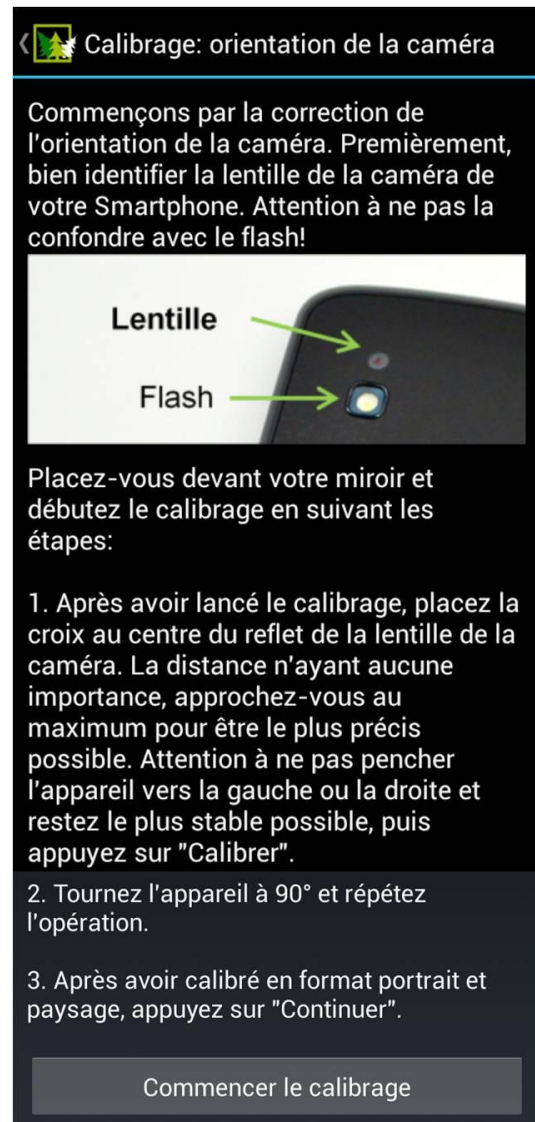 Calibrage: orientation de la caméra
Commençons par la correction de
l'orientation de la caméra. Premièrement,
bien identifier la lentille de la caméra de
votre Smartphone. Attention à ne pas la
confondre avec le flash!
Lentille
Flash
Placez-vous devant votre miroir et
débutez le calibrage en suivant les
étapes:
1. Après avoir lancé le calibrage, placez la
croix au centre du reflet de la lentille de la
caméra. La distance n'ayant aucune
importance, approchez-vous au
maximum pour être le plus précis
possible. Attention à ne pas pencher
l'appareil vers la gauche ou la droite et
restez le plus stable possible, puis
appuyez sur "Calibrer".
2. Tournez l'appareil à 90° et répétez
l'opération.
3. Après avoir calibré en format portrait et
paysage, appuyez sur "Continuer".
Commencer le calibrage